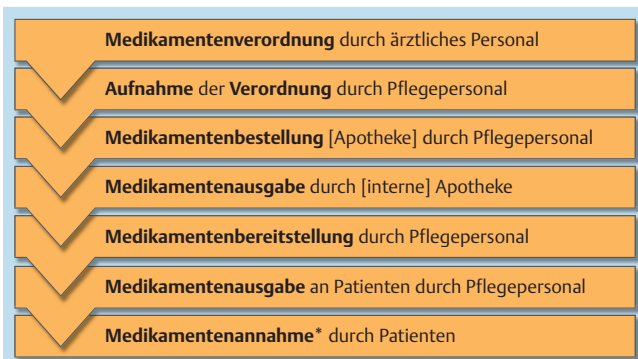 Medikamentenverordnung durch ärztliches Personal
Aufnahme der Verordnung durch Pflegepersonal
Medikamentenbestellung [Apotheke] durch Pflegepersonal
Medikamentenausgabe durch [interne] Apotheke
Medikamentenbereitstellung durch Pflegepersonal
Medikamentenausgabe an Patienten durch Pflegepersonal
Medikamentenannahme* durch Patienten